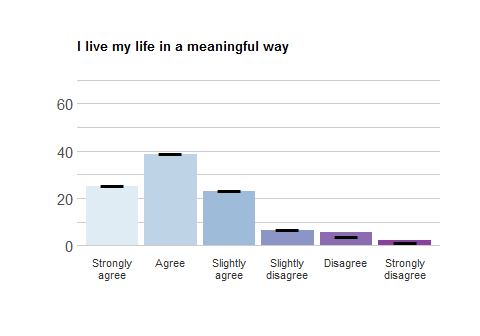 I live my life in a meaningful way
60
40
20
0
Strongly agree
Agree
Slightly agree
Slightly disagree
Disagree
Strongly disagree